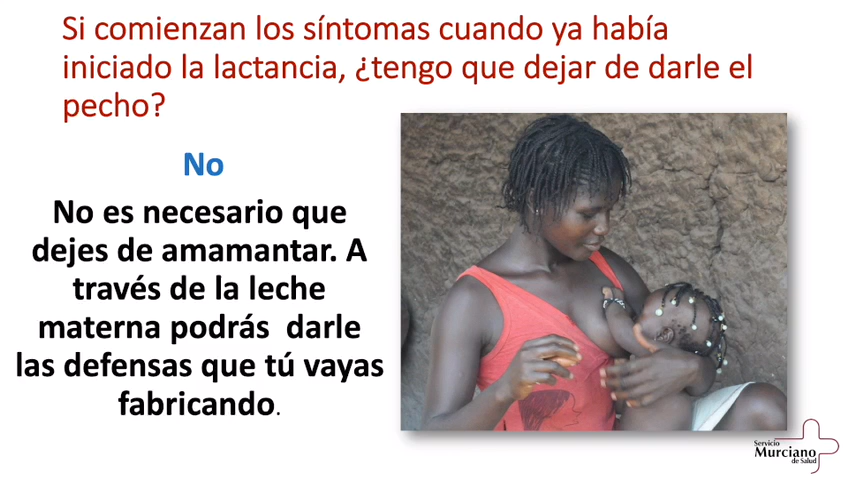 Si comienzan los síntomas cuando ya había
iniciado la lactancia, ¿tengo que dejar de darle el
pecho?
No
No es necesario que
dejes de amamantar. A
través de la leche
materna podrás  darle
las defensas que tú vayas
fabricando.
Servicio
Murciano
de Salud